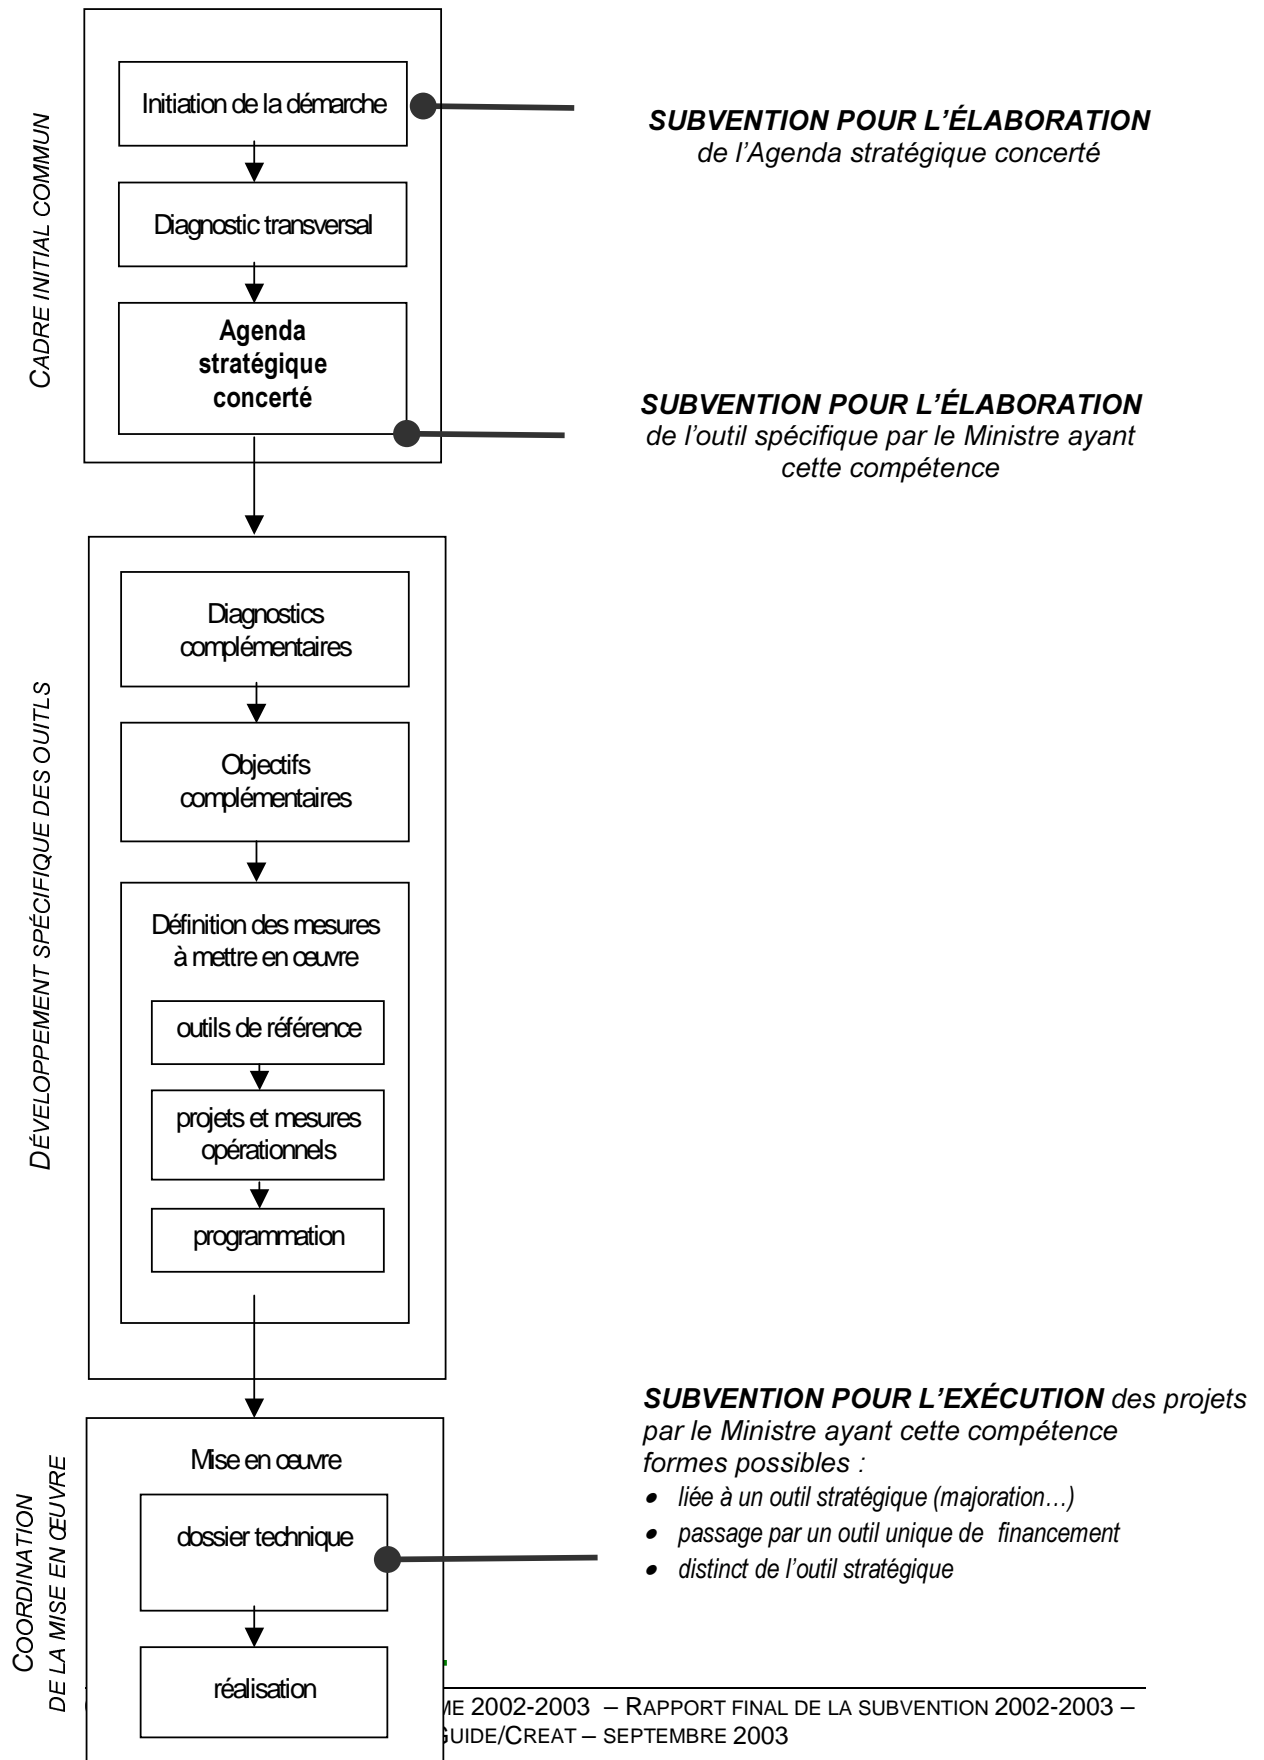 CADRE INITIAL COMMUN
Initiation de la démarche
SUBVENTION POUR L'ÉLABORATION
de l'Agenda stratégique concerté
Diagnostic transversal
Agenda
stratégique
concerté
SUBVENTION POUR L'ÉLABORATION
de l'outil spécifique par le Ministre ayant
cette compétence
DÉVELOPPEMENT SPÉCIFIQUE DES OUITLS
Diagnostics
complémentaires
Objectifs
complémentaires
Définition des mesures
à mettre en œuvre
outils de référence
projets et mesures
opérationnels
programmation
COORDINATION
DE LA MISE EN ŒUVRE
Mise en œuvre
dossier technique
réalisation
SUBVENTION POUR L'EXÉCUTION des projets
par le Ministre ayant cette compétence
formes possibles :
• liée à un outil stratégique (majoration…)
• passage par un outil unique de financement
• distinct de l'outil stratégique
2002-2003 – RAPPORT FINAL DE LA SUBVENTION 2002-2003 –
GUIDE/CREAT – SEPTEMBRE 2003